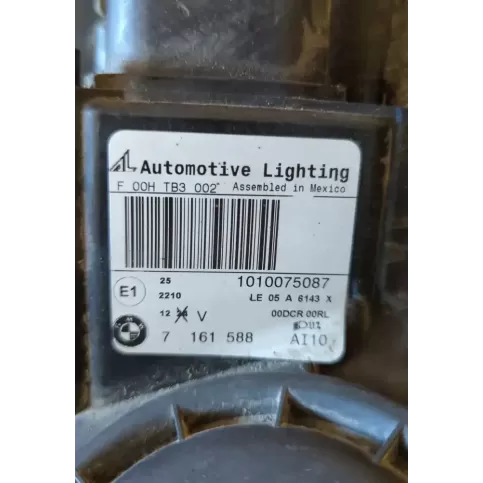 AL Automotive Lighting
F 00H TB3 002 Assembled in Mexico
25 1010075087
E1 2210 LE 05 A 6143 X
12 V 00DCR 00RL
7 161 588 AI10